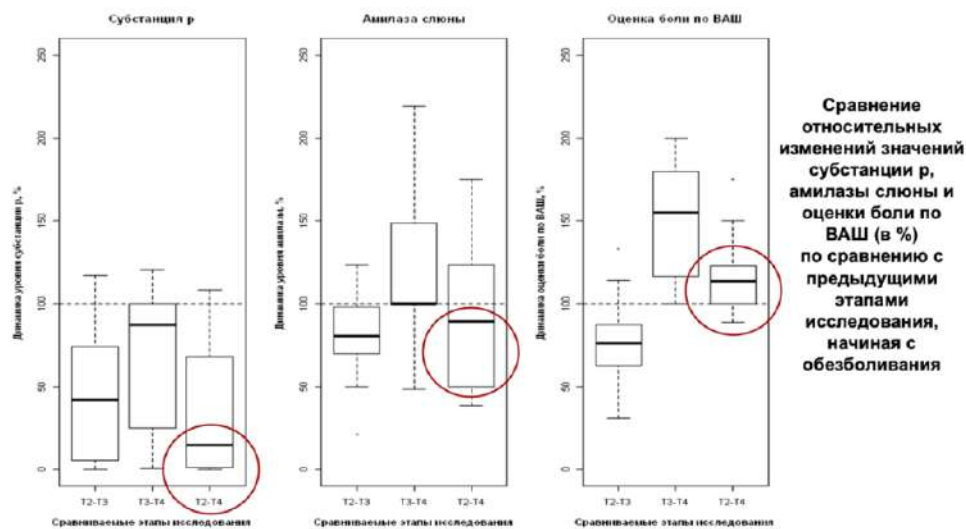 Субстанция р
Амилаза слюны
Оценка боли по ВАШ
Динамика уровня субстанции р, %
0
50
100
150
200
250
T2-T3
T3-T4
T2-T4
Сравниваемые этапы исследования
Динамика уровня амилазы, %
0
50
100
150
200
250
T2-T3
T3-T4
T2-T4
Сравниваемые этапы исследования
Динамика оценки боли по ВАШ, %
0
50
100
150
200
250
T2-T3
T3-T4
T2-T4
Сравниваемые этапы исследования
Сравнение
относительных
изменений значений
субстанции р,
амилазы слюны и
оценки боли по
ВАШ (в %)
по сравнению с
предыдущими
этапами
исследования,
начиная с
обезболивания